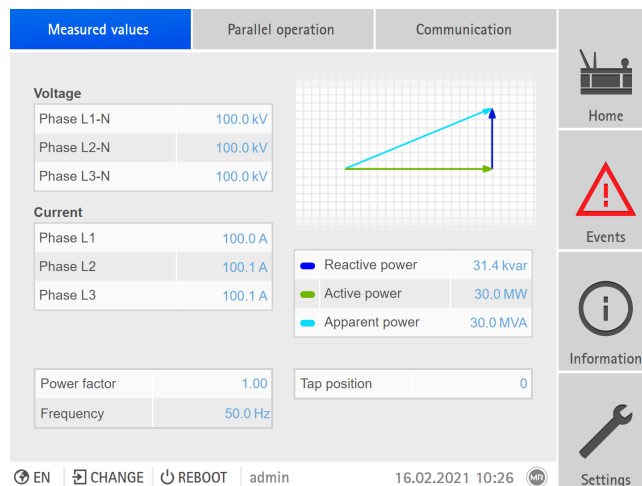 Measured values
Parallel operation
Communication
Home
Voltage
Phase L1-N 100.0 kV
Phase L2-N 100.0 kV
Phase L3-N 100.0 kV
Current
Phase L1 100.0 A
Phase L2 100.1 A
Phase L3 100.1 A
Reactive power 31.4 kvar
Active power 30.0 MW
Apparent power 30.0 MVA
Events
Information
Power factor 1.00
Frequency 50.0 Hz
Tap position 0
Settings
EN CHANGE REBOOT admin 16.02.2021 10:26 MR